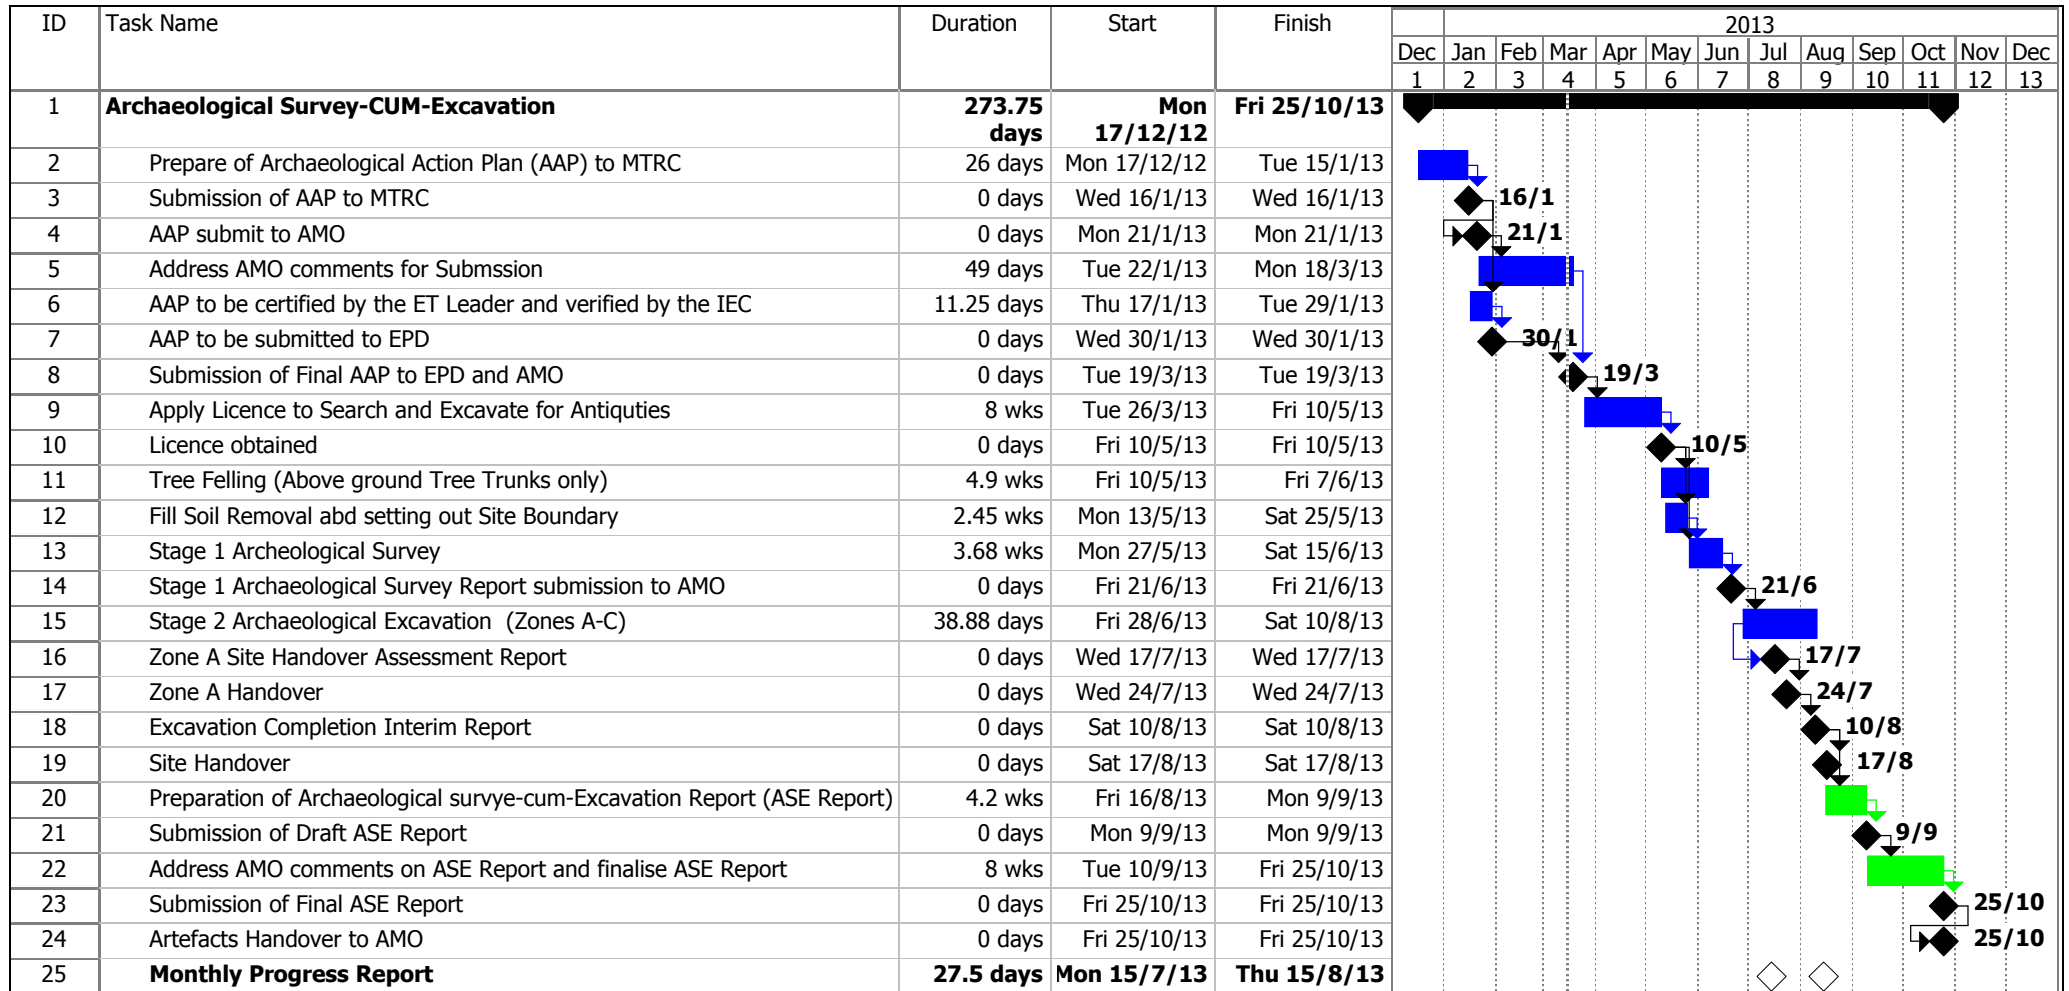 ID Task Name Duration Start Finish 2013
Dec Jan Feb Mar Apr May Jun Jul Aug Sep Oct Nov Dec
1 2 3 4 5 6 7 8 9 10 11 12 13
1 Archaeological Survey-CUM-Excavation 273.75 Mon Fri 25/10/13
days 17/12/12
2 Prepare of Archaeological Action Plan (AAP) to MTRC 26 days Mon 17/12/12 Tue 15/1/13
3 Submission of AAP to MTRC 0 days Wed 16/1/13 Wed 16/1/13 16/1
4 AAP submit to AMO 0 days Mon 21/1/13 Mon 21/1/13 21/1
5 Address AMO comments for Submssion 49 days Tue 22/1/13 Mon 18/3/13
6 AAP to be certified by the ET Leader and verified by the IEC 11.25 days Thu 17/1/13 Tue 29/1/13
7 AAP to be submitted to EPD 0 days Wed 30/1/13 Wed 30/1/13 30/1
8 Submission of Final AAP to EPD and AMO 0 days Tue 19/3/13 Tue 19/3/13 19/3
9 Apply Licence to Search and Excavate for Antiquties 8 wks Tue 26/3/13 Fri 10/5/13
10 Licence obtained 0 days Fri 10/5/13 Fri 10/5/13 10/5
11 Tree Felling (Above ground Tree Trunks only) 4.9 wks Fri 10/5/13 Fri 7/6/13
12 Fill Soil Removal abd setting out Site Boundary 2.45 wks Mon 13/5/13 Sat 25/5/13
13 Stage 1 Archeological Survey 3.68 wks Mon 27/5/13 Sat 15/6/13
14 Stage 1 Archaeological Survey Report submission to AMO 0 days Fri 21/6/13 Fri 21/6/13 21/6
15 Stage 2 Archaeological Excavation (Zones A-C) 38.88 days Fri 28/6/13 Sat 10/8/13
16 Zone A Site Handover Assessment Report 0 days Wed 17/7/13 Wed 17/7/13 17/7
17 Zone A Handover 0 days Wed 24/7/13 Wed 24/7/13 24/7
18 Excavation Completion Interim Report 0 days Sat 10/8/13 Sat 10/8/13 10/8
19 Site Handover 0 days Sat 17/8/13 Sat 17/8/13 17/8
20 Preparation of Archaeological survye-cum-Excavation Report (ASE Report) 4.2 wks Fri 16/8/13 Mon 9/9/13
21 Submission of Draft ASE Report 0 days Mon 9/9/13 Mon 9/9/13 9/9
22 Address AMO comments on ASE Report and finalise ASE Report 8 wks Tue 10/9/13 Fri 25/10/13
23 Submission of Final ASE Report 0 days Fri 25/10/13 Fri 25/10/13 25/10
24 Artefacts Handover to AMO 0 days Fri 25/10/13 Fri 25/10/13 25/10
25 Monthly Progress Report 27.5 days Mon 15/7/13 Thu 15/8/13